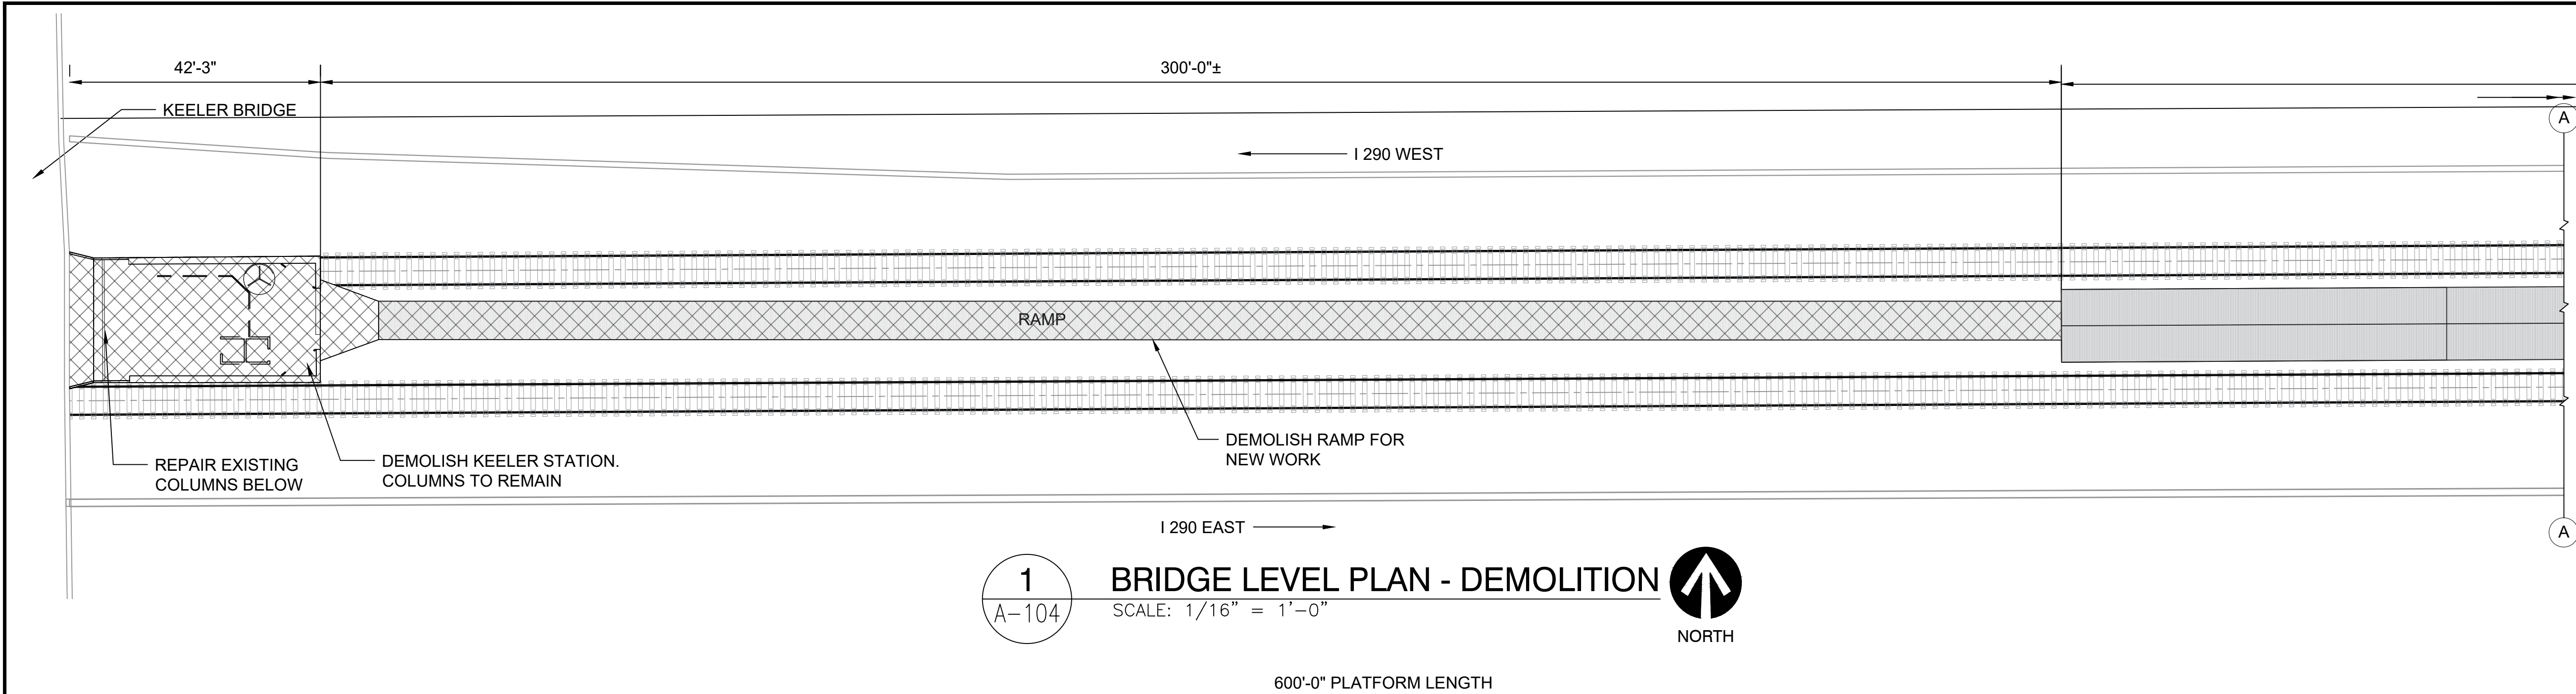 42'-3"
300'-0"±
KEELER BRIDGE
A
I 290 WEST
RAMP
DEMOLISH RAMP FOR
NEW WORK
REPAIR EXISTING
COLUMNS BELOW
DEMOLISH KEELER STATION.
COLUMNS TO REMAIN
I 290 EAST
A
1
A-104
BRIDGE LEVEL PLAN - DEMOLITION
SCALE: 1/16" = 1'-0"
NORTH
600'-0" PLATFORM LENGTH